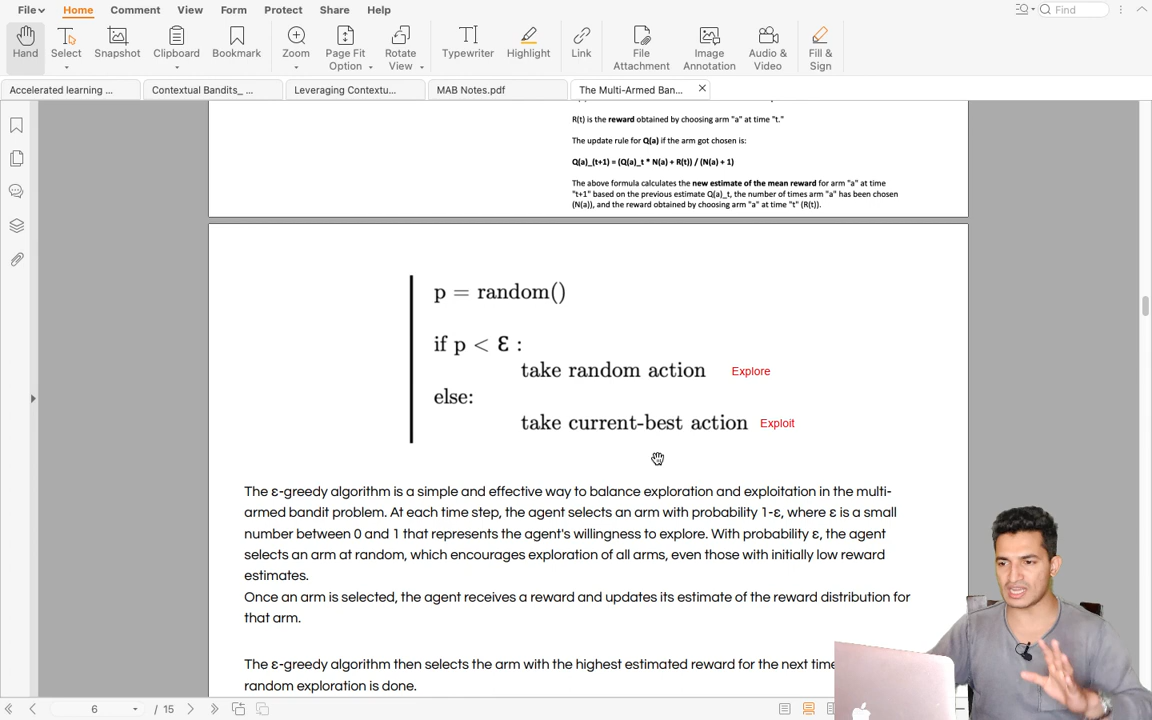 File Home Comment View Form Protect Share Help Find
Hand Select Snapshot Clipboard Bookmark Zoom Page Fit Option Rotate View Typewriter Highlight Link File Attachment Image Annotation Audio & Video Fill & Sign
Accelerated learning ... Contextual Bandits_ ... Leveraging Contextu... MAB Notes.pdf The Multi-Armed Ban...
R(t) is the reward obtained by choosing arm "a" at time "t."
The update rule for Q(a) if the arm got chosen is:
Q(a)_(t+1) = (Q(a)_t * N(a) + R(t)) / (N(a) + 1)
The above formula calculates the new estimate of the mean reward for arm "a" at time
"t+1" based on the previous estimate Q(a)_t, the number of times arm "a" has been chosen
(N(a)), and the reward obtained by choosing arm "a" at time "t" (R(t)).
p = random()
if p < Ɛ :
take random action Explore
else:
take current-best action Exploit
The ε-greedy algorithm is a simple and effective way to balance exploration and exploitation in the multi-
armed bandit problem. At each time step, the agent selects an arm with probability 1-ε, where ε is a small
number between 0 and 1 that represents the agent's willingness to explore. With probability ε, the agent
selects an arm at random, which encourages exploration of all arms, even those with initially low reward
estimates.
Once an arm is selected, the agent receives a reward and updates its estimate of the reward distribution for
that arm.
The ε-greedy algorithm then selects the arm with the highest estimated reward for the next time
random exploration is done.
6 / 15